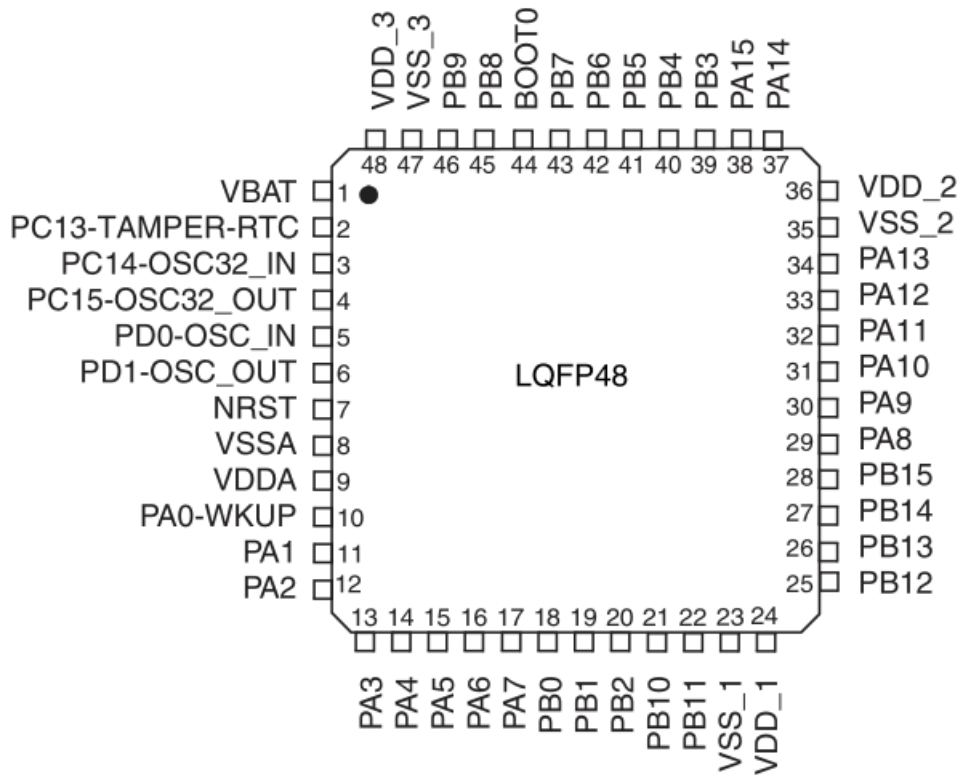 VDD_3
VSS_3
PB9
PB8
BOOT0
PB7
PB6
PB5
PB4
PB3
PA15
PA14
48 47 46 45 44 43 42 41 40 39 38 37
VBAT 1 36 VDD_2
PC13-TAMPER-RTC 2 35 VSS_2
PC14-OSC32_IN 3 34 PA13
PC15-OSC32_OUT 4 33 PA12
PD0-OSC_IN 5 32 PA11
PD1-OSC_OUT 6 LQFP48 31 PA10
NRST 7 30 PA9
VSSA 8 29 PA8
VDDA 9 28 PB15
PA0-WKUP 10 27 PB14
PA1 11 26 PB13
PA2 12 25 PB12
13 14 15 16 17 18 19 20 21 22 23 24
PA3
PA4
PA5
PA6
PA7
PB0
PB1
PB2
PB10
PB11
VSS_1
VDD_1